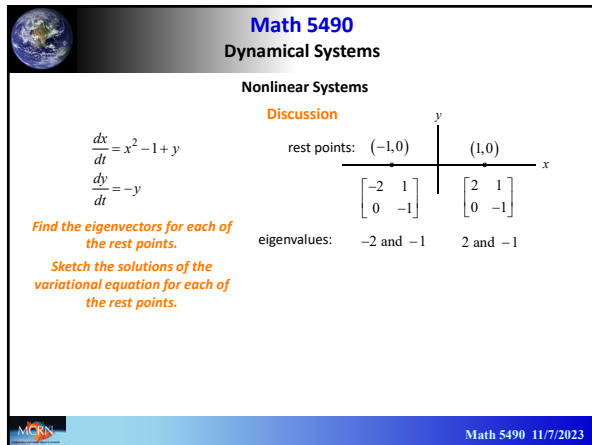 Math 5490
Dynamical Systems
Nonlinear Systems
Discussion
dx/dt = x² − 1 + y
dy/dt = −y
Find the eigenvectors for each of
the rest points.
Sketch the solutions of the
variational equation for each of
the rest points.
y
rest points: (−1,0) (1,0)
x
[−2 1] [2 1]
[0 −1] [0 −1]
eigenvalues: −2 and −1 2 and −1
MCRN
Math 5490 11/7/2023